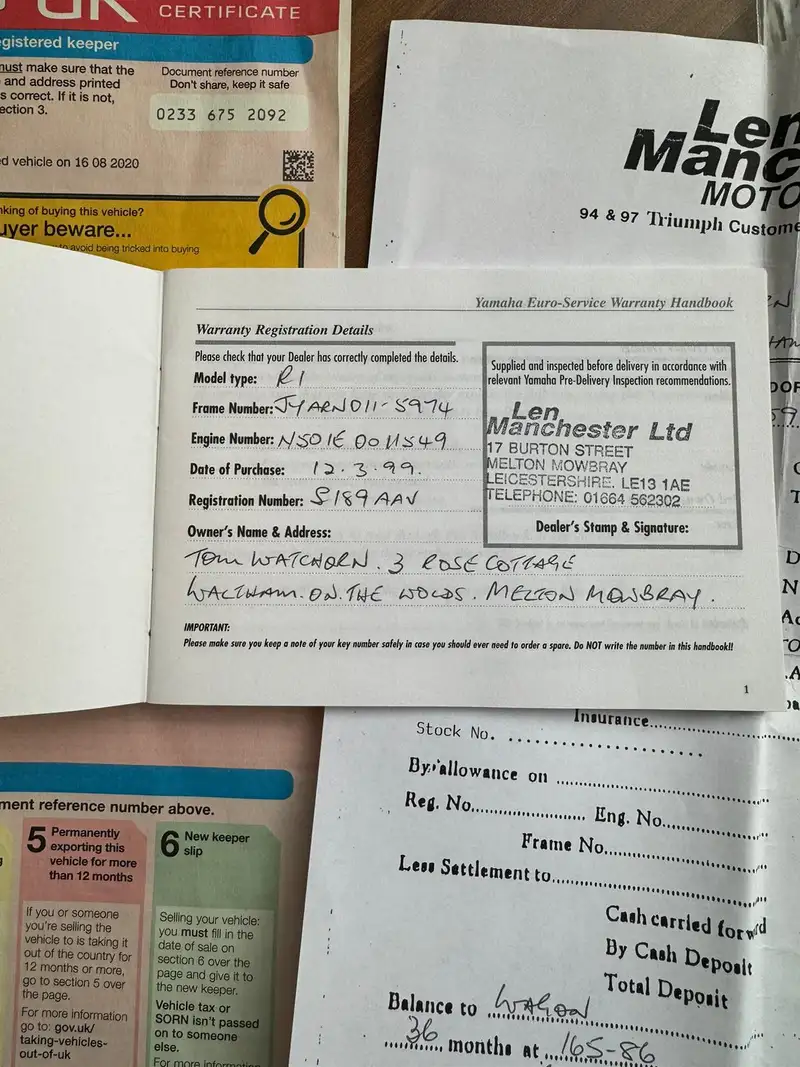 UK
CERTIFICATE
registered keeper
must make sure that the
and address printed
s correct. If it is not,
ection 3.
Document reference number
Don't share, keep it safe
0233 675 2092
d vehicle on 16 08 2020
nking of buying this vehicle?
uyer beware...
to avoid being tricked into buying
Len
Manc
MOTO
94 & 97 Triumph Custome
Yamaha Euro-Service Warranty Handbook
Warranty Registration Details
Please check that your Dealer has correctly completed the details.
Model type: R1
Frame Number: JYARN011-5974
Engine Number: N501E 0011549
Date of Purchase: 12.3.99.
Registration Number: S189 AAV
Owner's Name & Address:
TOM WATCHORN. 3 ROSE COTTAGE
WALTHAM.ON.THE WOLDS. MELTON MOWBRAY.
Supplied and inspected before delivery in accordance with
relevant Yamaha Pre-Delivery Inspection recommendations.
Len
Manchester Ltd
17 BURTON STREET
MELTON MOWBRAY
LEICESTERSHIRE. LE13 1AE
TELEPHONE: 01664 562302
Dealer's Stamp & Signature:
IMPORTANT:
Please make sure you keep a note of your key number safely in case you should ever need to order a spare. Do NOT write the number in this handbook!!
1
ment reference number above.
5 Permanently
exporting this
vehicle for more
than 12 months
If you or someone
you're selling the
vehicle to is taking it
out of the country for
12 months or more,
go to section 5 over
the page.
For more information
go to: gov.uk/
taking-vehicles-
out-of-uk
6 New keeper
slip
Selling your vehicle:
you must fill in the
date of sale on
section 6 over the
page and give it to
the new keeper.
Vehicle tax or
SORN isn't passed
on to someone
else.
For more information
Insurance
Stock No.
By allowance on
Reg. No. Eng. No.
Frame No.
Less Settlement to
Cash carried forwd
By Cash Deposit
Total Deposit
Balance to
36 months at 165-86